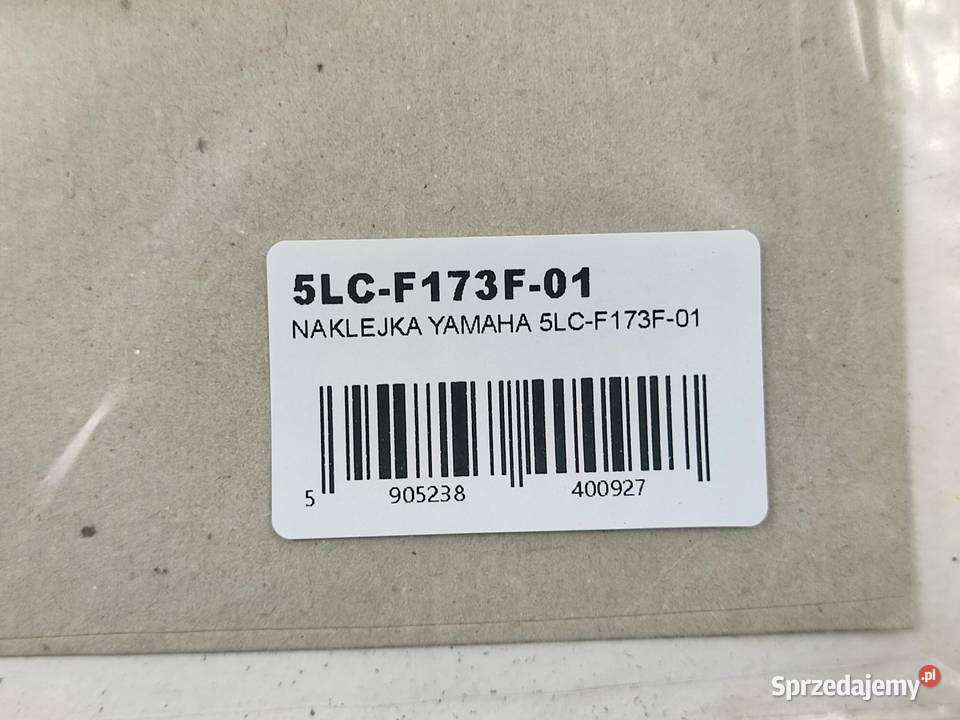 5LC-F173F-01
NAKLEJKA YAMAHA 5LC-F173F-01
5 905238 400927
Sprzedajemy.pl